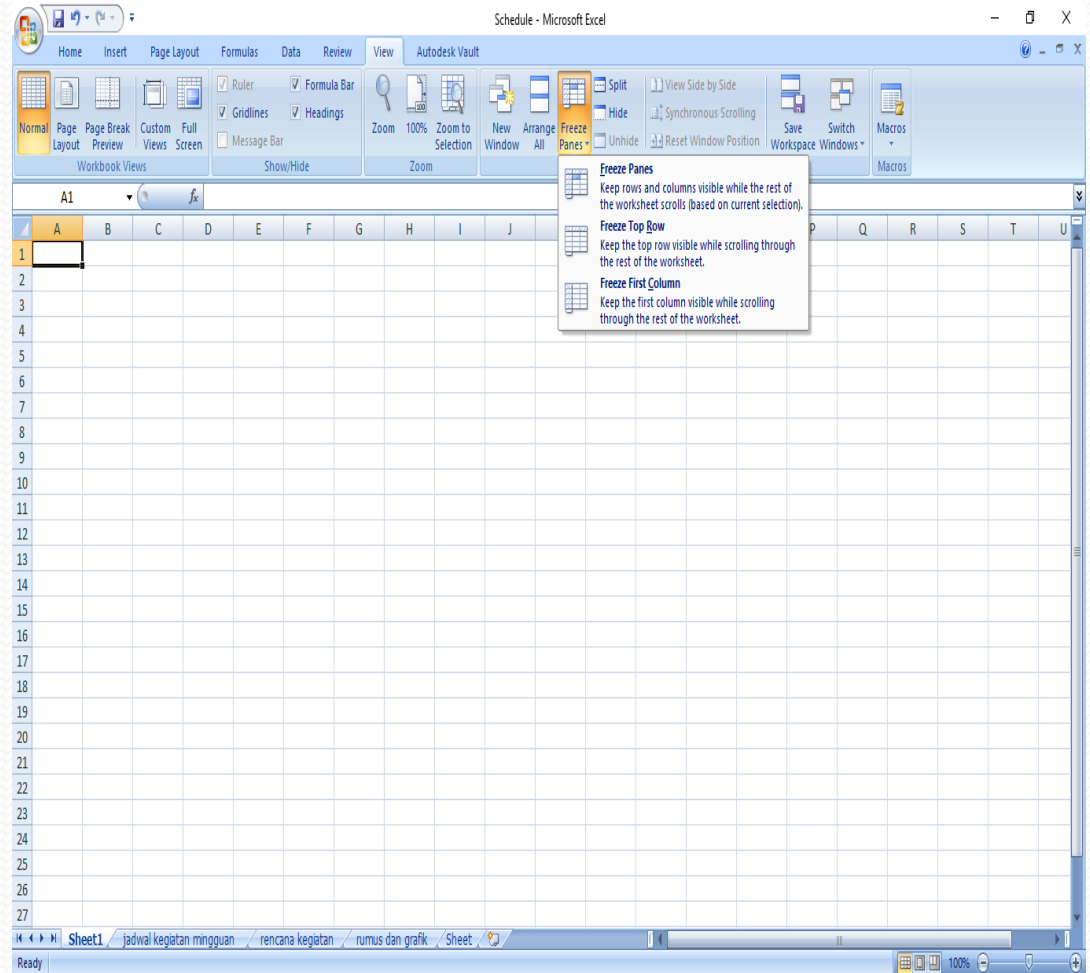 Schedule - Microsoft Excel
Home Insert Page Layout Formulas Data Review View Autodesk Vault
Ruler Formula Bar
Gridlines Headings
Message Bar
Normal Page Layout Page Break Preview Custom Views Full Screen
Zoom 100% Zoom to Selection
New Window Arrange All Freeze Panes
Split
Hide
Unhide
View Side by Side
Synchronous Scrolling
Reset Window Position
Save Workspace Switch Windows
Macros
Workbook Views Show/Hide Zoom Macros
Freeze Panes
Keep rows and columns visible while the rest of
the worksheet scrolls (based on current selection).
Freeze Top Row
Keep the top row visible while scrolling through
the rest of the worksheet.
Freeze First Column
Keep the first column visible while scrolling
through the rest of the worksheet.
A1 fx
A B C D E F G H I J P Q R S T U
1
2
3
4
5
6
7
8
9
10
11
12
13
14
15
16
17
18
19
20
21
22
23
24
25
26
27
Sheet1 jadwal kegiatan mingguan rencana kegiatan rumus dan grafik Sheet
Ready 100%